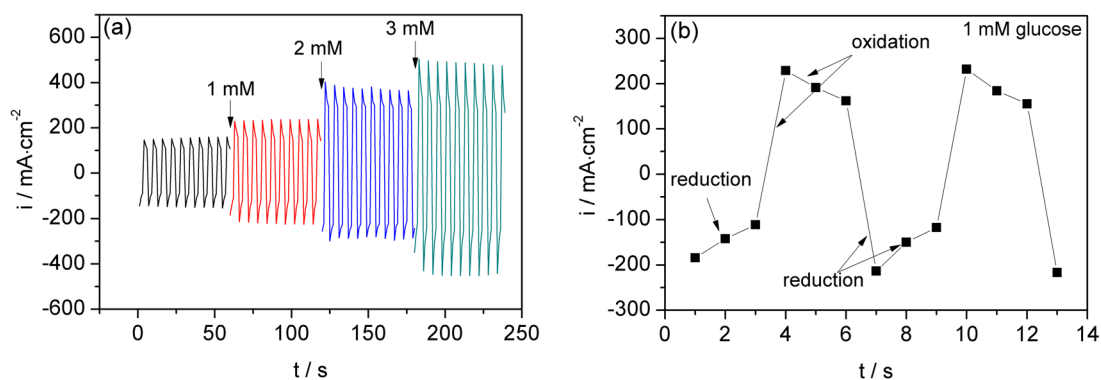 (a)
3 mM
2 mM
1 mM
600
400
200
0
-200
-400
-600
i / mA·cm-2
0
50
100
150
200
250
t / s
(b)
1 mM glucose
oxidation
reduction
reduction
300
200
100
0
-100
-200
-300
i / mA·cm-2
0
2
4
6
8
10
12
14
t / s